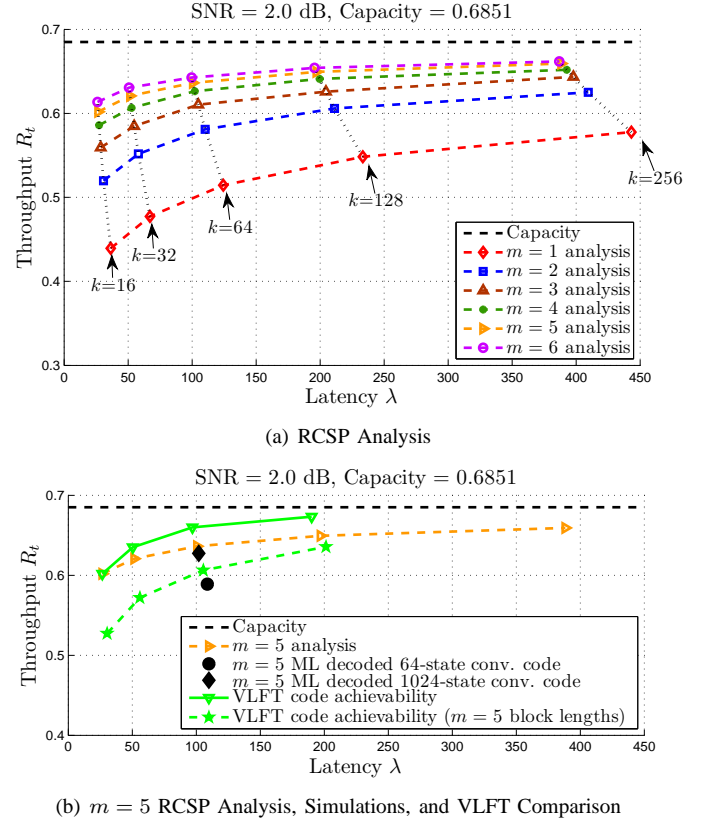 SNR = 2.0 dB, Capacity = 0.6851
0.7
0.6
0.5
0.4
0.3
Throughput R_t
k=16
k=32
k=64
k=128
k=256
Capacity
m = 1 analysis
m = 2 analysis
m = 3 analysis
m = 4 analysis
m = 5 analysis
m = 6 analysis
0 50 100 150 200 250 300 350 400 450
Latency λ
(a) RCSP Analysis
SNR = 2.0 dB, Capacity = 0.6851
0.7
0.6
0.5
0.4
Throughput R_t
Capacity
m = 5 analysis
m = 5 ML decoded 64-state conv. code
m = 5 ML decoded 1024-state conv. code
VLFT code achievability
VLFT code achievability (m = 5 block lengths)
0 50 100 150 200 250 300 350 400 450
Latency λ
(b) m = 5 RCSP Analysis, Simulations, and VLFT Comparison